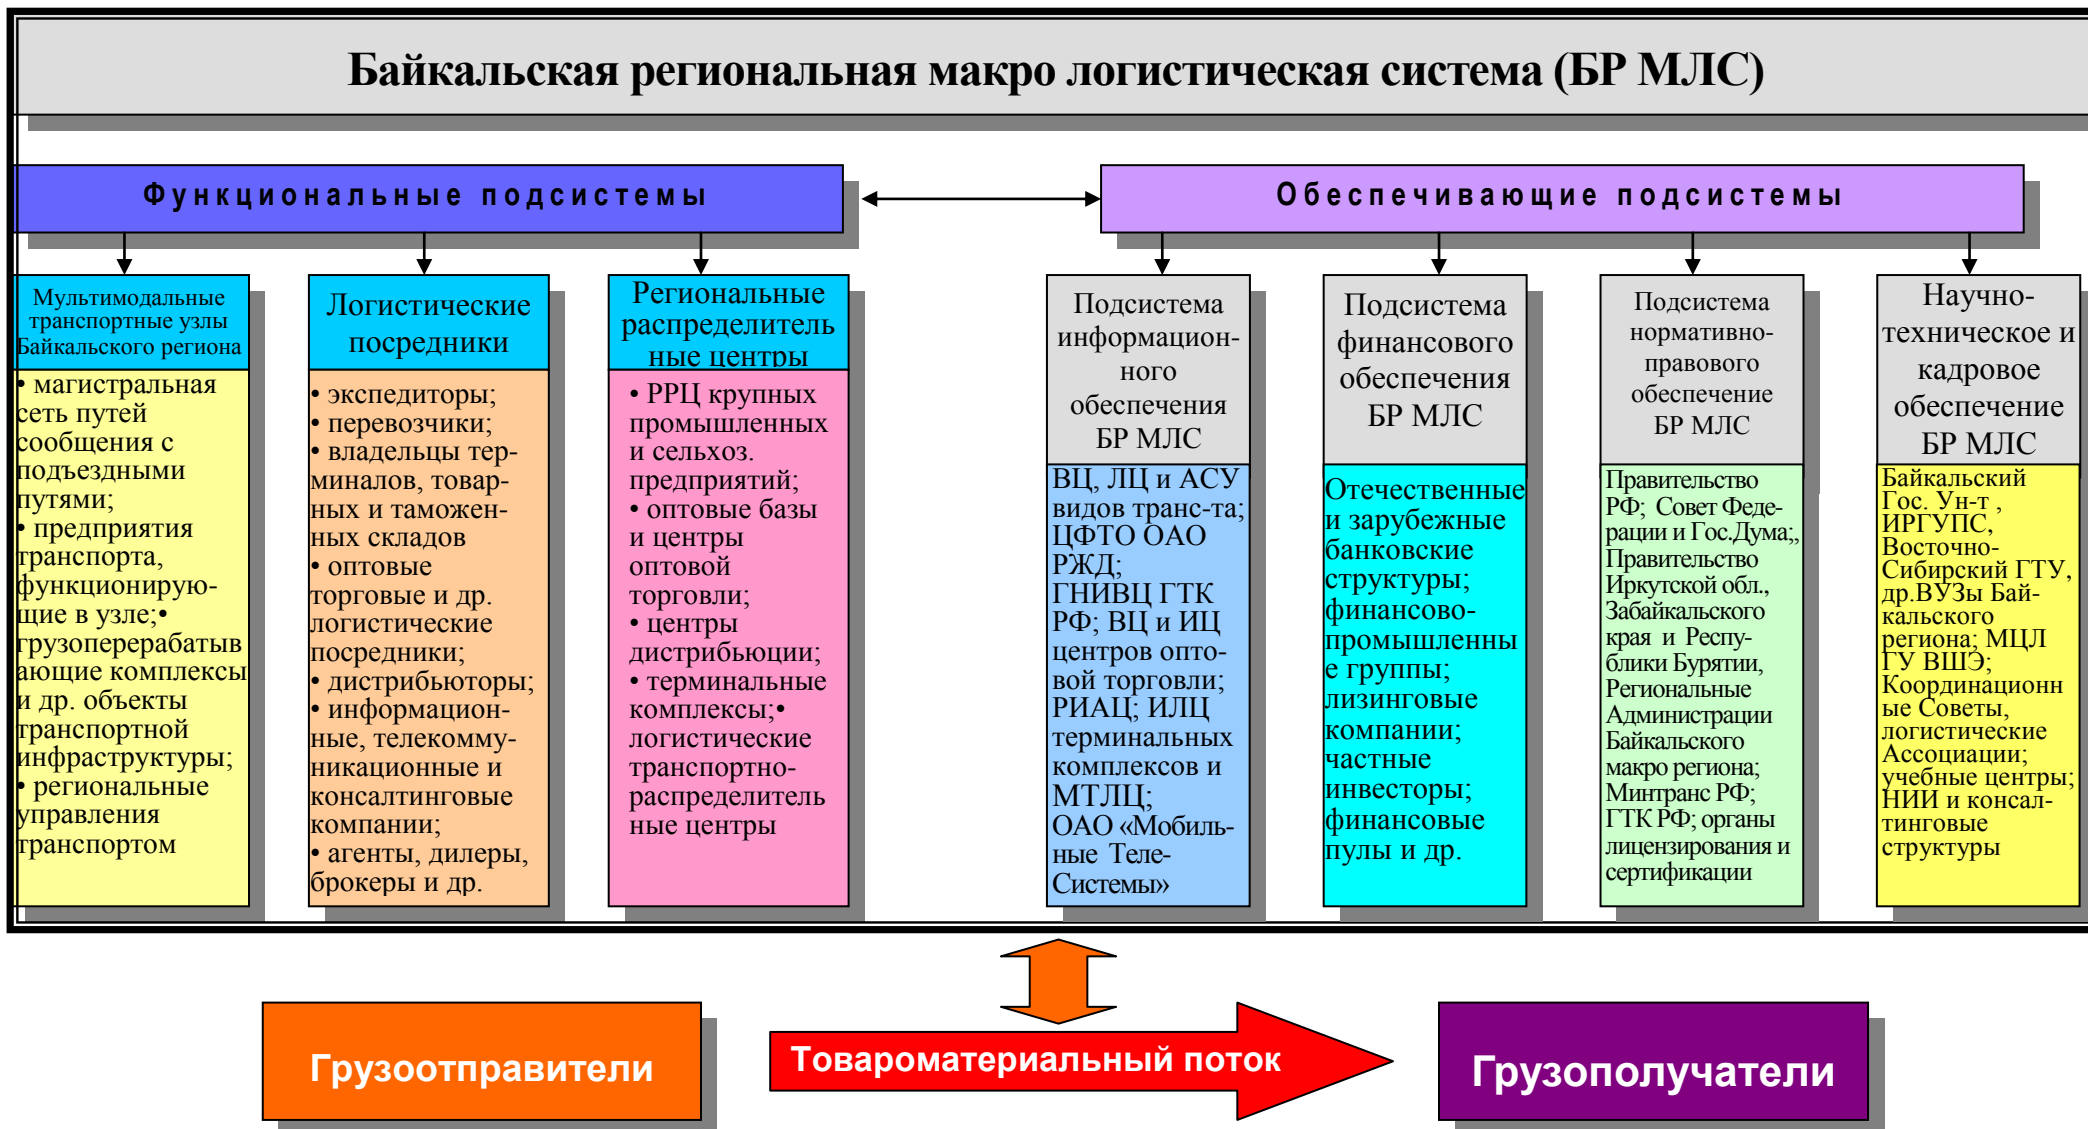 Байкальская региональная макро логистическая система (БР МЛС)
Функциональные подсистемы
Обеспечивающие подсистемы
Мультимодальные
транспортные узлы
Байкальского региона
• магистральная
сеть путей
сообщения с
подъездными
путями;
• предприятия
транспорта,
функционирую-
щие в узле;•
грузоперерабатыв
ающие комплексы
и др. объекты
транспортной
инфраструктуры;
• региональные
управления
транспортом
Логистические
посредники
• экспедиторы;
• перевозчики;
• владельцы тер-
миналов, товар-
ных и таможен-
ных складов
• оптовые
торговые и др.
логистические
посредники;
• дистрибьюторы;
• информацион-
ные, телекомму-
никационные и
консалтинговые
компании;
• агенты, дилеры,
брокеры и др.
Региональные
распределитель
ные центры
• РРЦ крупных
промышленных
и сельхоз.
предприятий;
• оптовые базы
и центры
оптовой
торговли;
• центры
дистрибьюции;
• терминальные
комплексы;•
логистические
транспортно-
распределитель
ные центры
Подсистема
информацион-
ного
обеспечения
БР МЛС
ВЦ, ЛЦ и АСУ
видов транс-та;
ЦФТО ОАО
РЖД;
ГНИВЦ ГТК
РФ; ВЦ и ИЦ
центров опто-
вой торговли;
РИАЦ; ИЛЦ
терминальных
комплексов и
МТЛЦ;
ОАО «Мобиль-
ные Теле-
Системы»
Подсистема
финансового
обеспечения
БР МЛС
Отечественные
и зарубежные
банковские
структуры;
финансово-
промышленны
е группы;
лизинговые
компании;
частные
инвесторы;
финансовые
пулы и др.
Подсистема
нормативно-
правового
обеспечение
БР МЛС
Правительство
РФ; Совет Феде-
рации и Гос.Дума;,
Правительство
Иркутской обл.,
Забайкальского
края и Респу-
блики Бурятии,
Региональные
Администрации
Байкальского
макро региона;
Минтранс РФ;
ГТК РФ; органы
лицензирования и
сертификации
Научно-
техническое и
кадровое
обеспечение
БР МЛС
Байкальский
Гос. Ун-т ,
ИРГУПС,
Восточно-
Сибирский ГТУ,
др.ВУЗы Бай-
кальского
региона; МЦЛ
ГУ ВШЭ;
Координационн
ые Советы,
логистические
Ассоциации;
учебные центры;
НИИ и консал-
тинговые
структуры
Грузоотправители
Товароматериальный поток
Грузополучатели